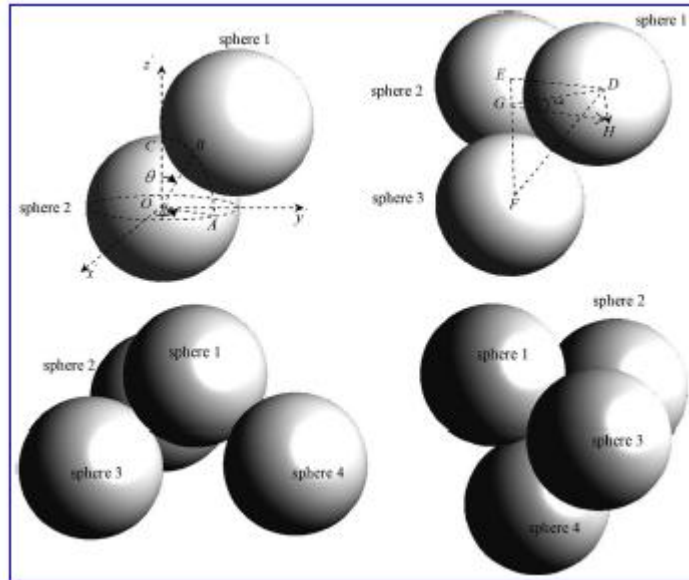 sphere 1
z
C
B
θ
sphere 2
O
A
y
x
sphere 1
E
D
sphere 2
G
H
sphere 3
F
sphere 2
sphere 1
sphere 3
sphere 4
sphere 2
sphere 1
sphere 3
sphere 4